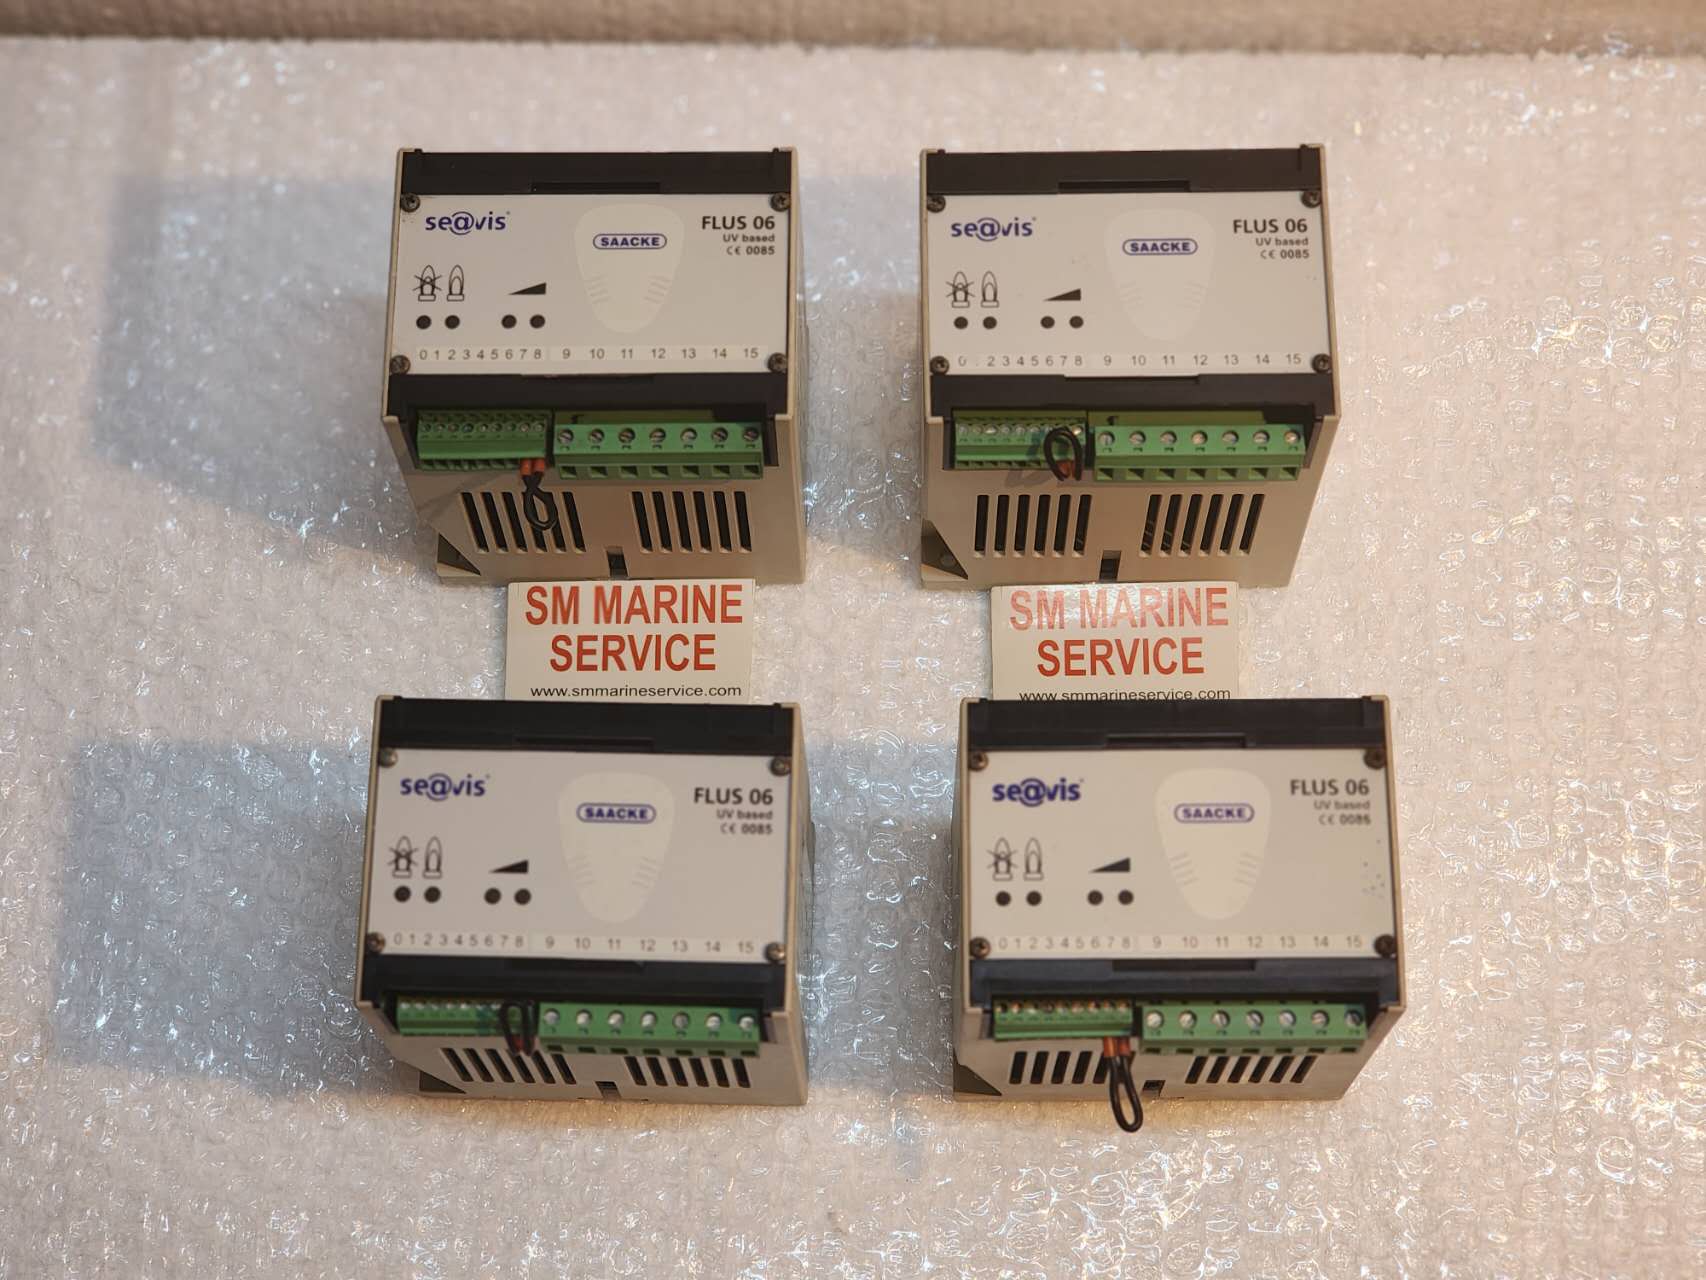 se@vis
SAACKE
FLUS 06
UV based
CE 0085
0 1 2 3 4 5 6 7 8 9 10 11 12 13 14 15
se@vis
SAACKE
FLUS 06
UV based
CE 0085
0 . 2 3 4 5 6 7 8 9 10 11 12 13 14 15
SM MARINE
SERVICE
www.smmarineservice.com
SM MARINE
SERVICE
www.smmarineservice.com
se@vis
SAACKE
FLUS 06
UV based
CE 0085
0 1 2 3 4 5 6 7 8 9 10 11 12 13 14 15
se@vis
SAACKE
FLUS 06
UV based
CE 0085
0 1 2 3 4 5 6 7 8 9 10 11 12 13 14 15